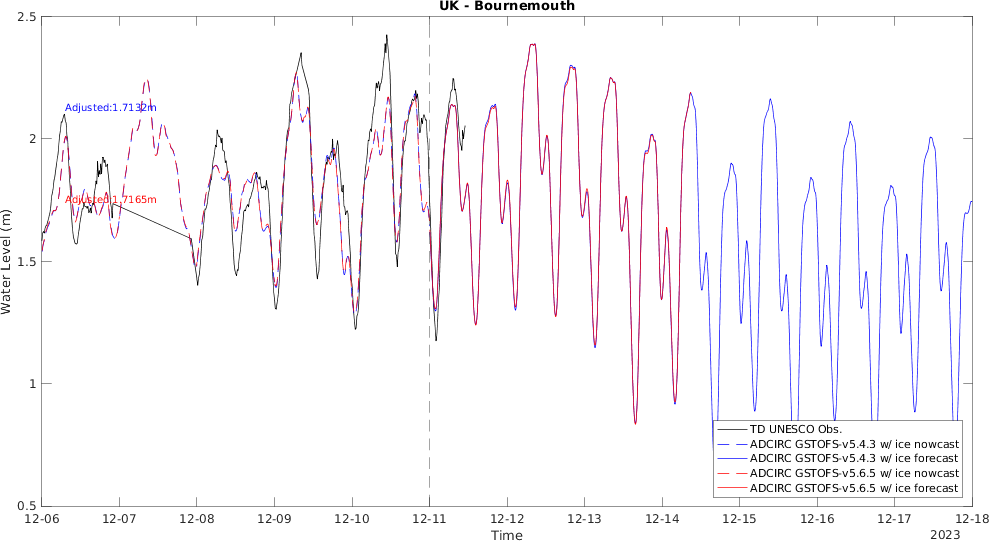 UK - Bournemouth
2.5
2
1.5
1
0.5
Water Level (m)
Adjusted:1.7132m
Adjusted:1.7165m
TD UNESCO Obs.
ADCIRC GSTOFS-v5.4.3 w/ ice nowcast
ADCIRC GSTOFS-v5.4.3 w/ ice forecast
ADCIRC GSTOFS-v5.6.5 w/ ice nowcast
ADCIRC GSTOFS-v5.6.5 w/ ice forecast
12-06 12-07 12-08 12-09 12-10 12-11 12-12 12-13 12-14 12-15 12-16 12-17 12-18
Time
2023